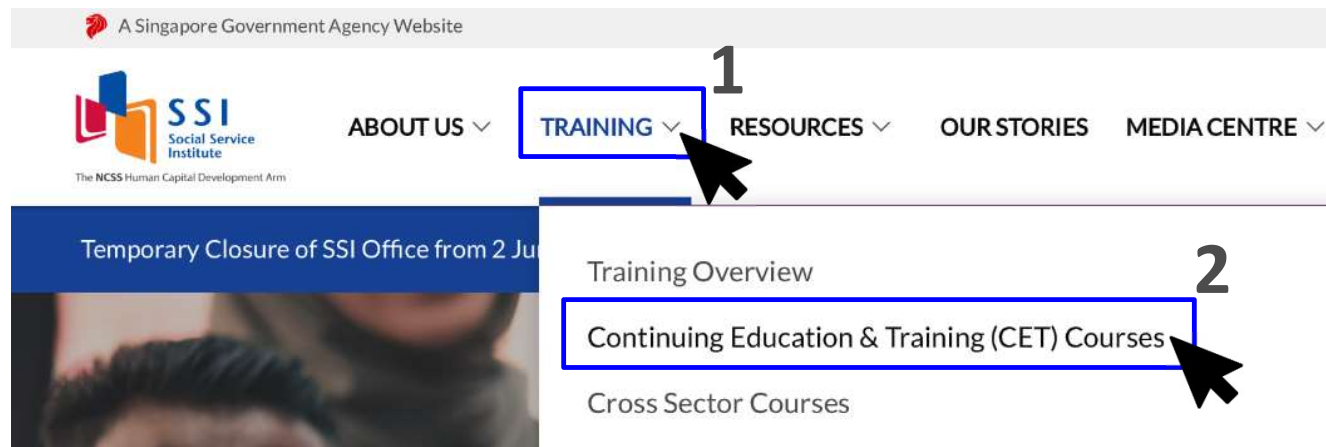 A Singapore Government Agency Website
1
SSI
Social Service
Institute
The NCSS Human Capital Development Arm
ABOUT US
TRAINING
RESOURCES
OUR STORIES
MEDIA CENTRE
Temporary Closure of SSI Office from 2 Ju
Training Overview
2
Continuing Education & Training (CET) Courses
Cross Sector Courses